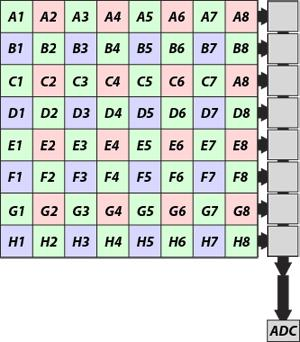 A1 A2 A3 A4 A5 A6 A7 A8
B1 B2 B3 B4 B5 B6 B7 B8
C1 C2 C3 C4 C5 C6 C7 A8
D1 D2 D3 D4 D5 D6 D7 D8
E1 E2 E3 E4 E5 E6 E7 E8
F1 F2 F3 F4 F5 F6 F7 F8
G1 G2 G3 G4 G5 G6 G7 G8
H1 H2 H3 H4 H5 H6 H7 H8
ADC